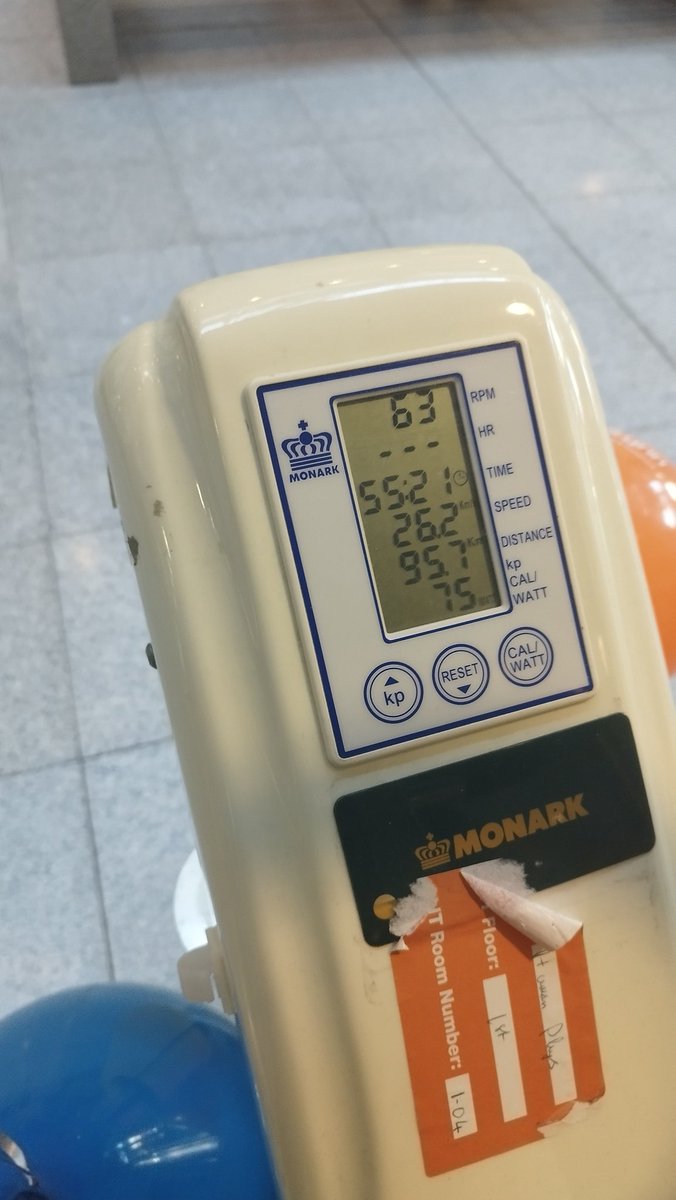 63 RPM
- - - HR
55:21 TIME
26.2 SPEED
95.7 DISTANCE
75 kp
CAL/
WATT
MONARK
kp
RESET
CAL/
WATT
MONARK
Room Number: 1-04
Floor: 1st